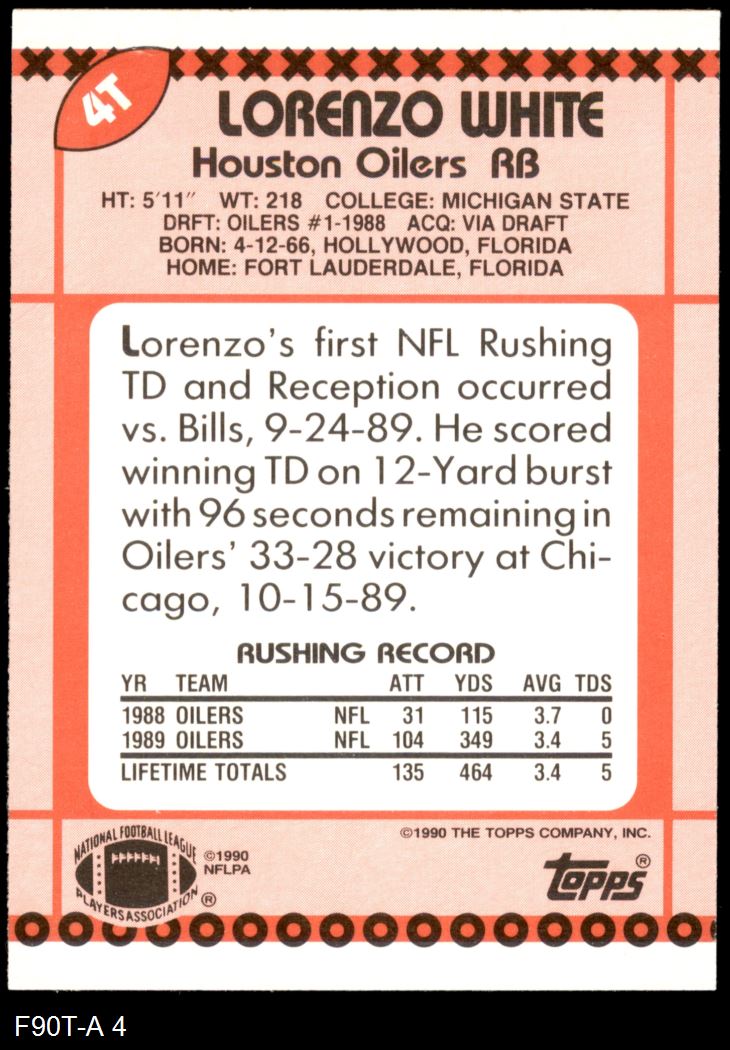 4T
LORENZO WHITE
Houston Oilers RB
HT: 5'11" WT: 218 COLLEGE: MICHIGAN STATE
DRFT: OILERS #1-1988 ACQ: VIA DRAFT
BORN: 4-12-66, HOLLYWOOD, FLORIDA
HOME: FORT LAUDERDALE, FLORIDA
Lorenzo's first NFL Rushing
TD and Reception occurred
vs. Bills, 9-24-89. He scored
winning TD on 12-Yard burst
with 96 seconds remaining in
Oilers' 33-28 victory at Chi-
cago, 10-15-89.
RUSHING RECORD
YR TEAM ATT YDS AVG TDS
1988 OILERS NFL 31 115 3.7 0
1989 OILERS NFL 104 349 3.4 5
LIFETIME TOTALS 135 464 3.4 5
©1990 THE TOPPS COMPANY, INC.
NATIONAL FOOTBALL LEAGUE
PLAYERS ASSOCIATION ®
©1990
NFLPA
topps ®
F90T-A 4